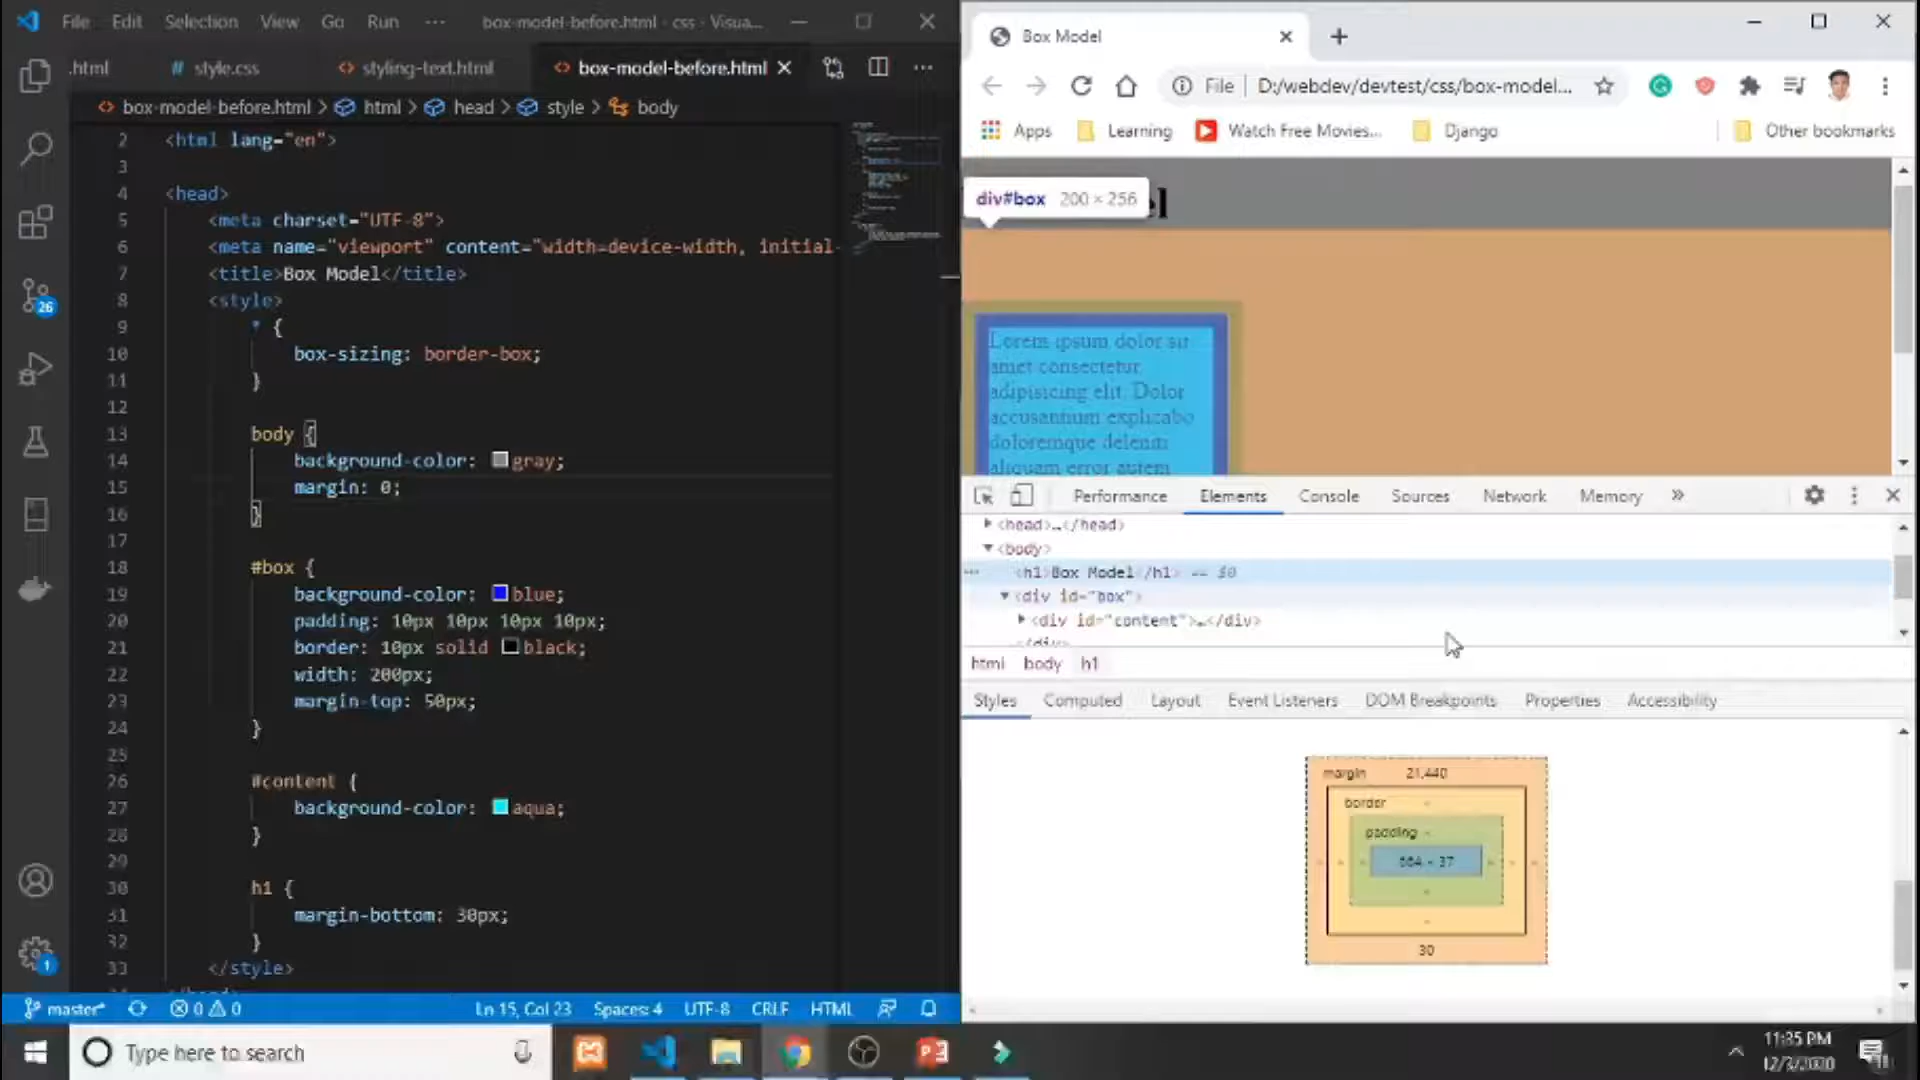 File Edit Selection View Go Run ··· box-model-before.html - css - Visua...
.html # style.css <> styling-text.html <> box-model-before.html
<> box-model-before.html > html > head > style > body
2 <html lang="en">
3
4 <head>
5 <meta charset="UTF-8">
6 <meta name="viewport" content="width=device-width, initial-
7 <title>Box Model</title>
8 <style>
9 * {
10 box-sizing: border-box;
11 }
12
13 body {
14 background-color: gray;
15 margin: 0;
16 }
17
18 #box {
19 background-color: blue;
20 padding: 10px 10px 10px 10px;
21 border: 10px solid black;
22 width: 200px;
23 margin-top: 50px;
24 }
25
26 #content {
27 background-color: aqua;
28 }
29
30 h1 {
31 margin-bottom: 30px;
32 }
33 </style>
26
1
master* 0 0 Ln 15, Col 23 Spaces: 4 UTF-8 CRLF HTML
Box Model
File D:/webdev/devtest/css/box-model...
Apps Learning Watch Free Movies... Django Other bookmarks
div#box 200 × 256
Lorem ipsum dolor sit
amet consectetur
adipisicing elit. Dolor
accusantium explicabo
doloremque deleniti
aliquam error autem
Performance Elements Console Sources Network Memory »
<head>…</head>
<body>
<h1>Box Model</h1> == $0
<div id="box">
<div id="content">…</div>
</div>
html body h1
Styles Computed Layout Event Listeners DOM Breakpoints Properties Accessibility
margin 21.440
border -
padding -
664 × 37
30
Type here to search
11:35 PM
12/3/2020